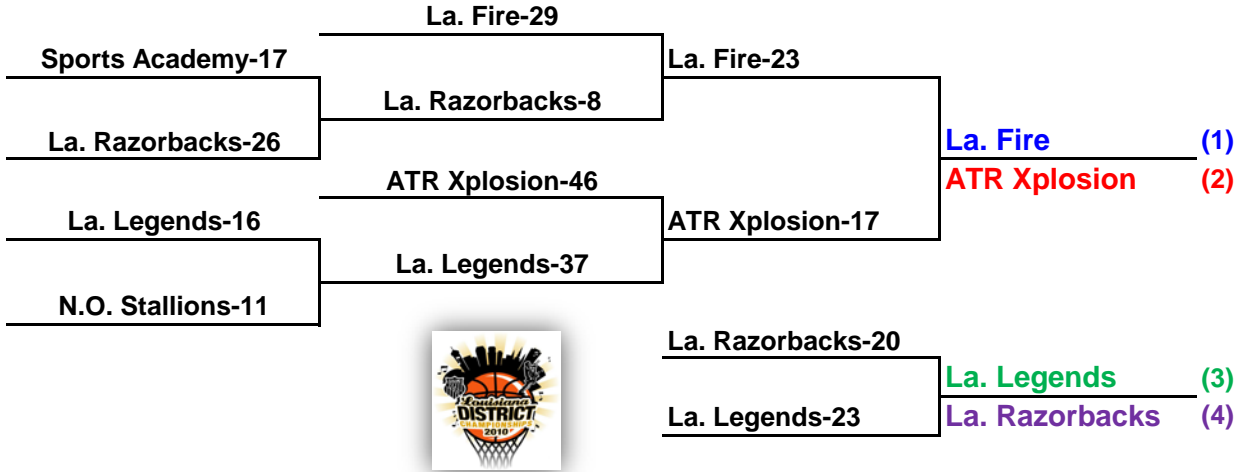 La. Fire-29
Sports Academy-17
La. Fire-23
La. Razorbacks-8
La. Razorbacks-26
La. Fire (1)
ATR Xplosion-46
ATR Xplosion (2)
La. Legends-16
ATR Xplosion-17
La. Legends-37
N.O. Stallions-11
La. Razorbacks-20
La. Legends (3)
La. Legends-23
La. Razorbacks (4)
Louisiana
DISTRICT
CHAMPIONSHIPS
2010